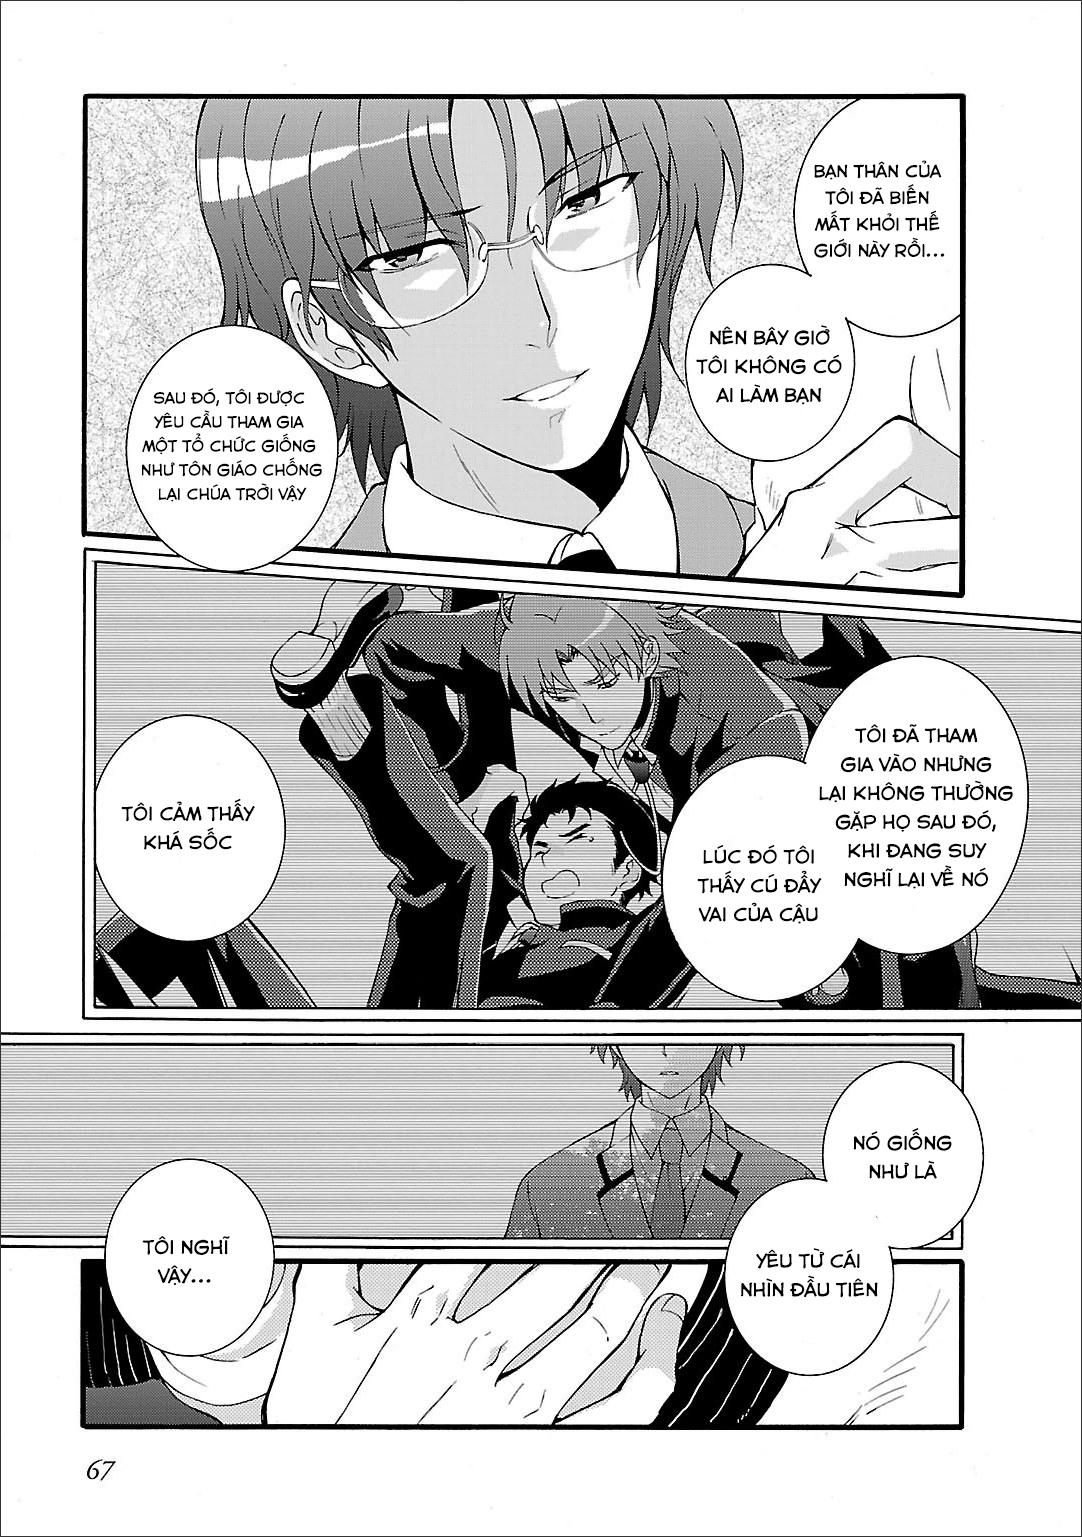 BẠN THÂN CỦA
TÔI ĐÃ BIẾN
MẤT KHỎI THẾ
GIỚI NÀY RỒI...
NÊN BÂY GIỜ
TÔI KHÔNG CÓ
AI LÀM BẠN
SAU ĐÓ, TÔI ĐƯỢC
YÊU CẦU THAM GIA
MỘT TỔ CHỨC GIỐNG
NHƯ TÔN GIÁO CHỐNG
LẠI CHÚA TRỜI VẬY
TÔI ĐÃ THAM
GIA VÀO NHƯNG
LẠI KHÔNG THƯỜNG
GẶP HỌ SAU ĐÓ,
KHI ĐANG SUY
NGHĨ LẠI VỀ NÓ
LÚC ĐÓ TÔI
THẤY CÚ ĐẨY
VAI CỦA CẬU
TÔI CẢM THẤY
KHÁ SỐC
NÓ GIỐNG
NHƯ LÀ
YÊU TỪ CÁI
NHÌN ĐẦU TIÊN
TÔI NGHĨ
VẬY...
67